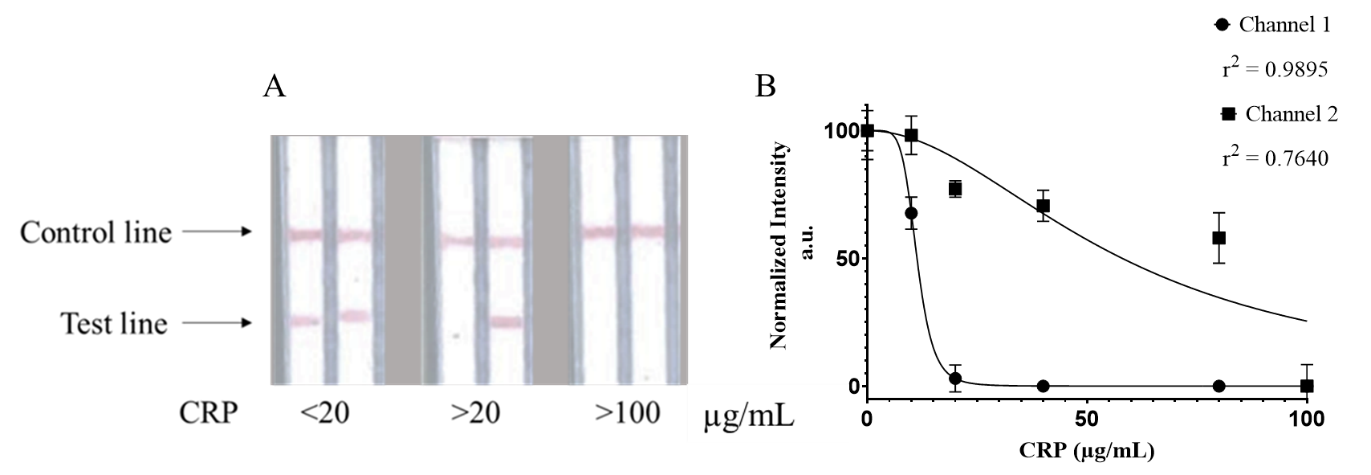 A
Control line
Test line
CRP
<20
>20
>100
µg/mL
B
Channel 1
r² = 0.9895
Channel 2
r² = 0.7640
Normalized Intensity
a.u.
100
50
0
0
50
100
CRP (µg/mL)